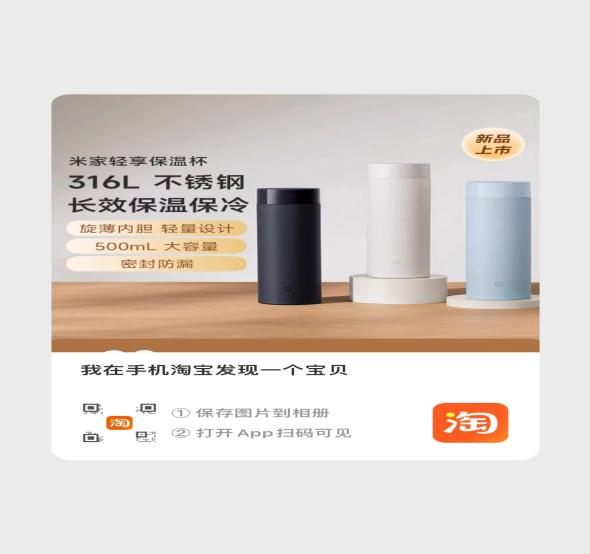 新品
上市
米家轻享保温杯
316L 不锈钢
长效保温保冷
旋薄内胆 轻量设计
500mL 大容量
密封防漏
我在手机淘宝发现一个宝贝
淘
① 保存图片到相册
② 打开App扫码可见
淘